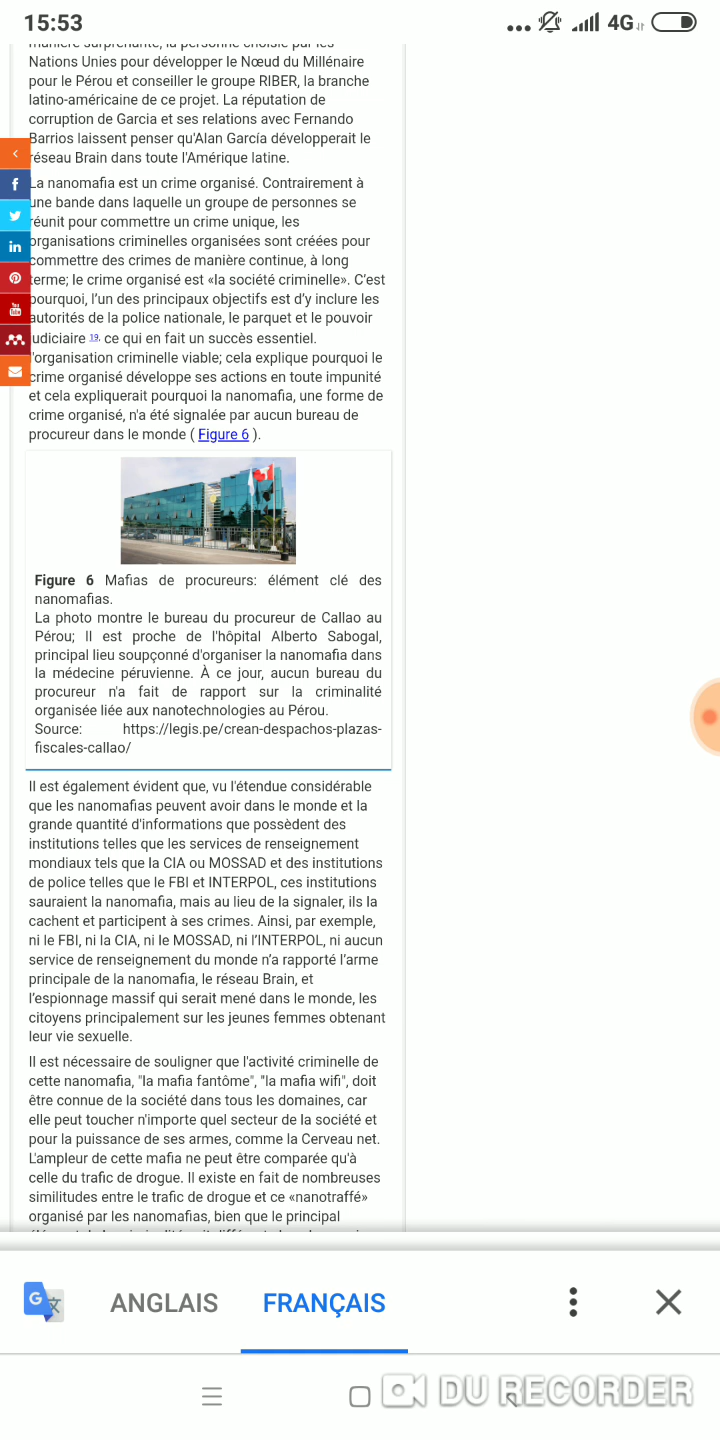 15:53
4G
manière surprenante, la personne choisie par les
Nations Unies pour développer le Nœud du Millénaire
pour le Pérou et conseiller le groupe RIBER, la branche
latino-américaine de ce projet. La réputation de
corruption de Garcia et ses relations avec Fernando
Barrios laissent penser qu'Alan García développerait le
réseau Brain dans toute l'Amérique latine.
La nanomafia est un crime organisé. Contrairement à
une bande dans laquelle un groupe de personnes se
réunit pour commettre un crime unique, les
organisations criminelles organisées sont créées pour
commettre des crimes de manière continue, à long
terme; le crime organisé est «la société criminelle». C'est
pourquoi, l'un des principaux objectifs est d'y inclure les
autorités de la police nationale, le parquet et le pouvoir
judiciaire 19, ce qui en fait un succès essentiel.
l'organisation criminelle viable; cela explique pourquoi le
crime organisé développe ses actions en toute impunité
et cela expliquerait pourquoi la nanomafia, une forme de
crime organisé, n'a été signalée par aucun bureau de
procureur dans le monde ( Figure 6 ).
Figure 6 Mafias de procureurs: élément clé des
nanomafias.
La photo montre le bureau du procureur de Callao au
Pérou; Il est proche de l'hôpital Alberto Sabogal,
principal lieu soupçonné d'organiser la nanomafia dans
la médecine péruvienne. À ce jour, aucun bureau du
procureur n'a fait de rapport sur la criminalité
organisée liée aux nanotechnologies au Pérou.
Source: https://legis.pe/crean-despachos-plazas-
fiscales-callao/
Il est également évident que, vu l'étendue considérable
que les nanomafias peuvent avoir dans le monde et la
grande quantité d'informations que possèdent des
institutions telles que les services de renseignement
mondiaux tels que la CIA ou MOSSAD et des institutions
de police telles que le FBI et INTERPOL, ces institutions
sauraient la nanomafia, mais au lieu de la signaler, ils la
cachent et participent à ses crimes. Ainsi, par exemple,
ni le FBI, ni la CIA, ni le MOSSAD, ni l'INTERPOL, ni aucun
service de renseignement du monde n'a rapporté l'arme
principale de la nanomafia, le réseau Brain, et
l'espionnage massif qui serait mené dans le monde, les
citoyens principalement sur les jeunes femmes obtenant
leur vie sexuelle.
Il est nécessaire de souligner que l'activité criminelle de
cette nanomafia, "la mafia fantôme", "la mafia wifi", doit
être connue de la société dans tous les domaines, car
elle peut toucher n'importe quel secteur de la société et
pour la puissance de ses armes, comme la Cerveau net.
L'ampleur de cette mafia ne peut être comparée qu'à
celle du trafic de drogue. Il existe en fait de nombreuses
similitudes entre le trafic de drogue et ce «nanotraffé»
organisé par les nanomafias, bien que le principal
ANGLAIS FRANÇAIS
DU RECORDER